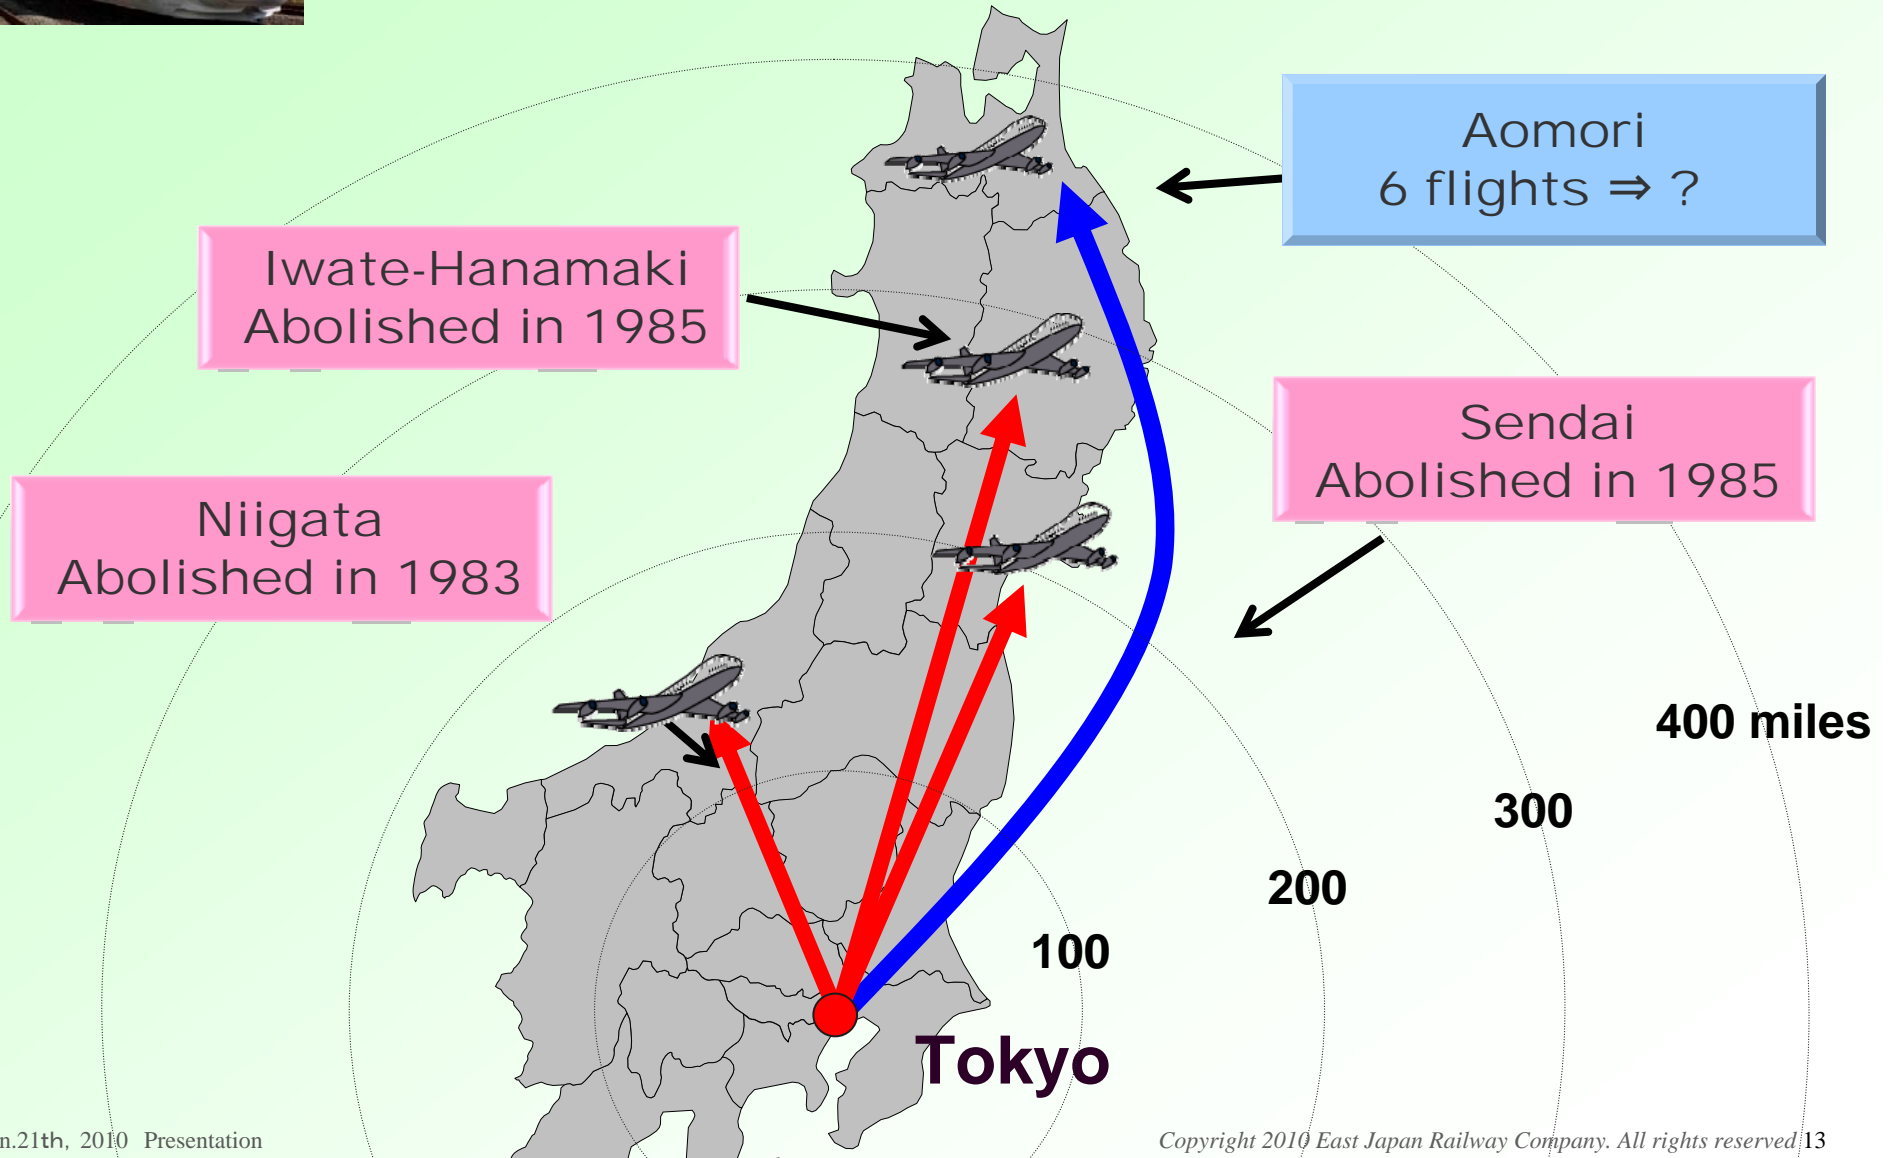 Aomori
6 flights ⇒ ?
Iwate-Hanamaki
Abolished in 1985
Sendai
Abolished in 1985
Niigata
Abolished in 1983
400 miles
300
200
100
Tokyo
n.21th, 2010 Presentation
Copyright 2010 East Japan Railway Company. All rights reserved 13